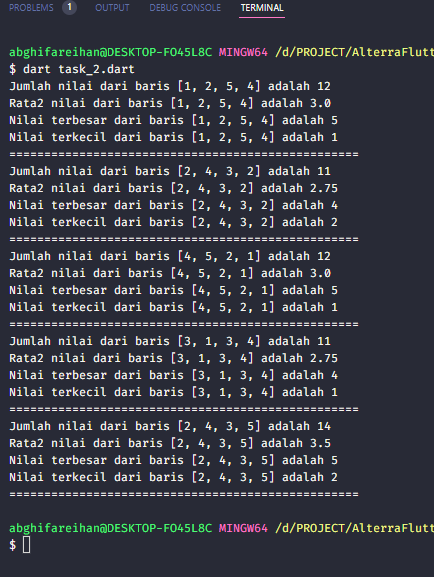 PROBLEMS 1 OUTPUT DEBUG CONSOLE TERMINAL
abghifareihan@DESKTOP-FO45L8C MINGW64 /d/PROJECT/AlterraFlutt
$ dart task_2.dart
Jumlah nilai dari baris [1, 2, 5, 4] adalah 12
Rata2 nilai dari baris [1, 2, 5, 4] adalah 3.0
Nilai terbesar dari baris [1, 2, 5, 4] adalah 5
Nilai terkecil dari baris [1, 2, 5, 4] adalah 1
==================================================
Jumlah nilai dari baris [2, 4, 3, 2] adalah 11
Rata2 nilai dari baris [2, 4, 3, 2] adalah 2.75
Nilai terbesar dari baris [2, 4, 3, 2] adalah 4
Nilai terkecil dari baris [2, 4, 3, 2] adalah 2
==================================================
Jumlah nilai dari baris [4, 5, 2, 1] adalah 12
Rata2 nilai dari baris [4, 5, 2, 1] adalah 3.0
Nilai terbesar dari baris [4, 5, 2, 1] adalah 5
Nilai terkecil dari baris [4, 5, 2, 1] adalah 1
==================================================
Jumlah nilai dari baris [3, 1, 3, 4] adalah 11
Rata2 nilai dari baris [3, 1, 3, 4] adalah 2.75
Nilai terbesar dari baris [3, 1, 3, 4] adalah 4
Nilai terkecil dari baris [3, 1, 3, 4] adalah 1
==================================================
Jumlah nilai dari baris [2, 4, 3, 5] adalah 14
Rata2 nilai dari baris [2, 4, 3, 5] adalah 3.5
Nilai terbesar dari baris [2, 4, 3, 5] adalah 5
Nilai terkecil dari baris [2, 4, 3, 5] adalah 2
==================================================
abghifareihan@DESKTOP-FO45L8C MINGW64 /d/PROJECT/AlterraFlutt
$